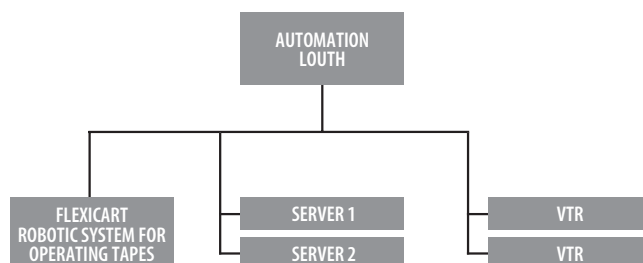 AUTOMATION
LOUTH
FLEXICART
ROBOTIC SYSTEM FOR
OPERATING TAPES
SERVER 1
SERVER 2
VTR
VTR